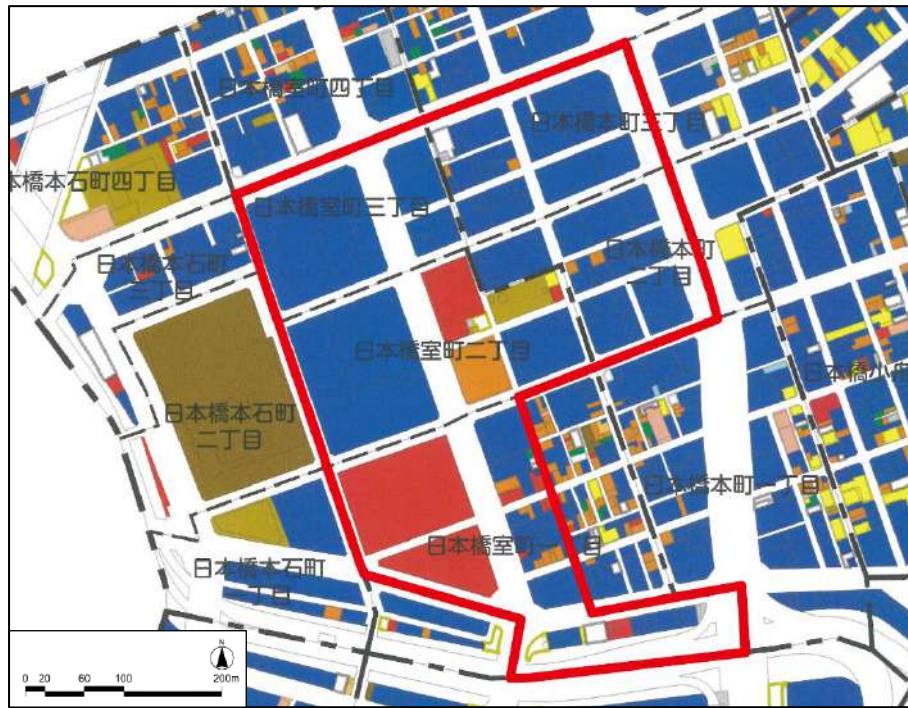 日本橋室町四丁目
日本橋本町三丁目
本橋本石町四丁目
日本橋室町三丁目
日本橋本石町
三丁目
日本橋本町
二丁目
日本橋室町二丁目
日本橋小
日本橋本石町
二丁目
日本橋本町一丁目
日本橋室町一丁目
日本橋本石町
一丁目
N
0 20 60 100 200m